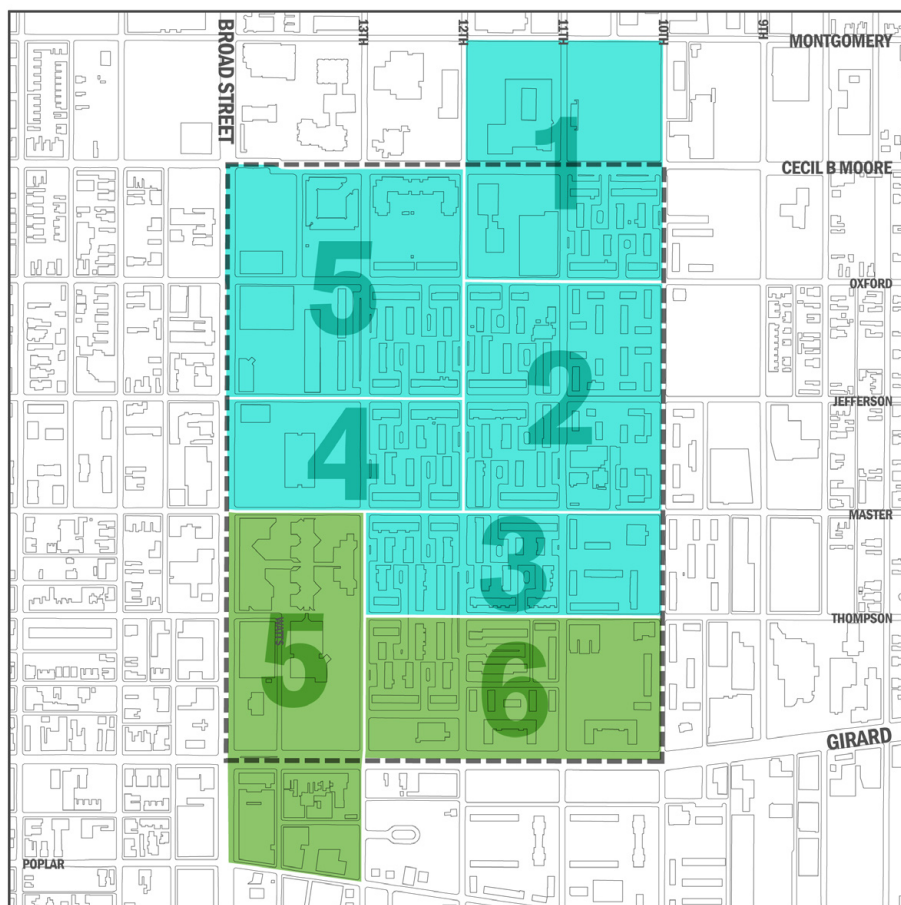 BROAD STREET
13TH
12TH
11TH
10TH
9TH
MONTGOMERY
1
CECIL B MOORE
5
OXFORD
2
JEFFERSON
4
MASTER
3
THOMPSON
WATTS
5
6
GIRARD
POPLAR